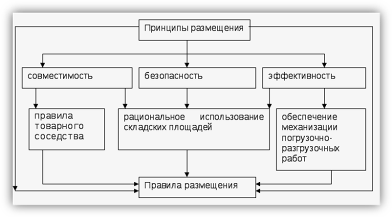 Принципы размещения
совместимость
безопасность
эффективность
правила
товарного
соседства
рациональное использование
складских площадей
обеспечение
механизации
погрузочно-
разгрузочных
работ
Правила размещения